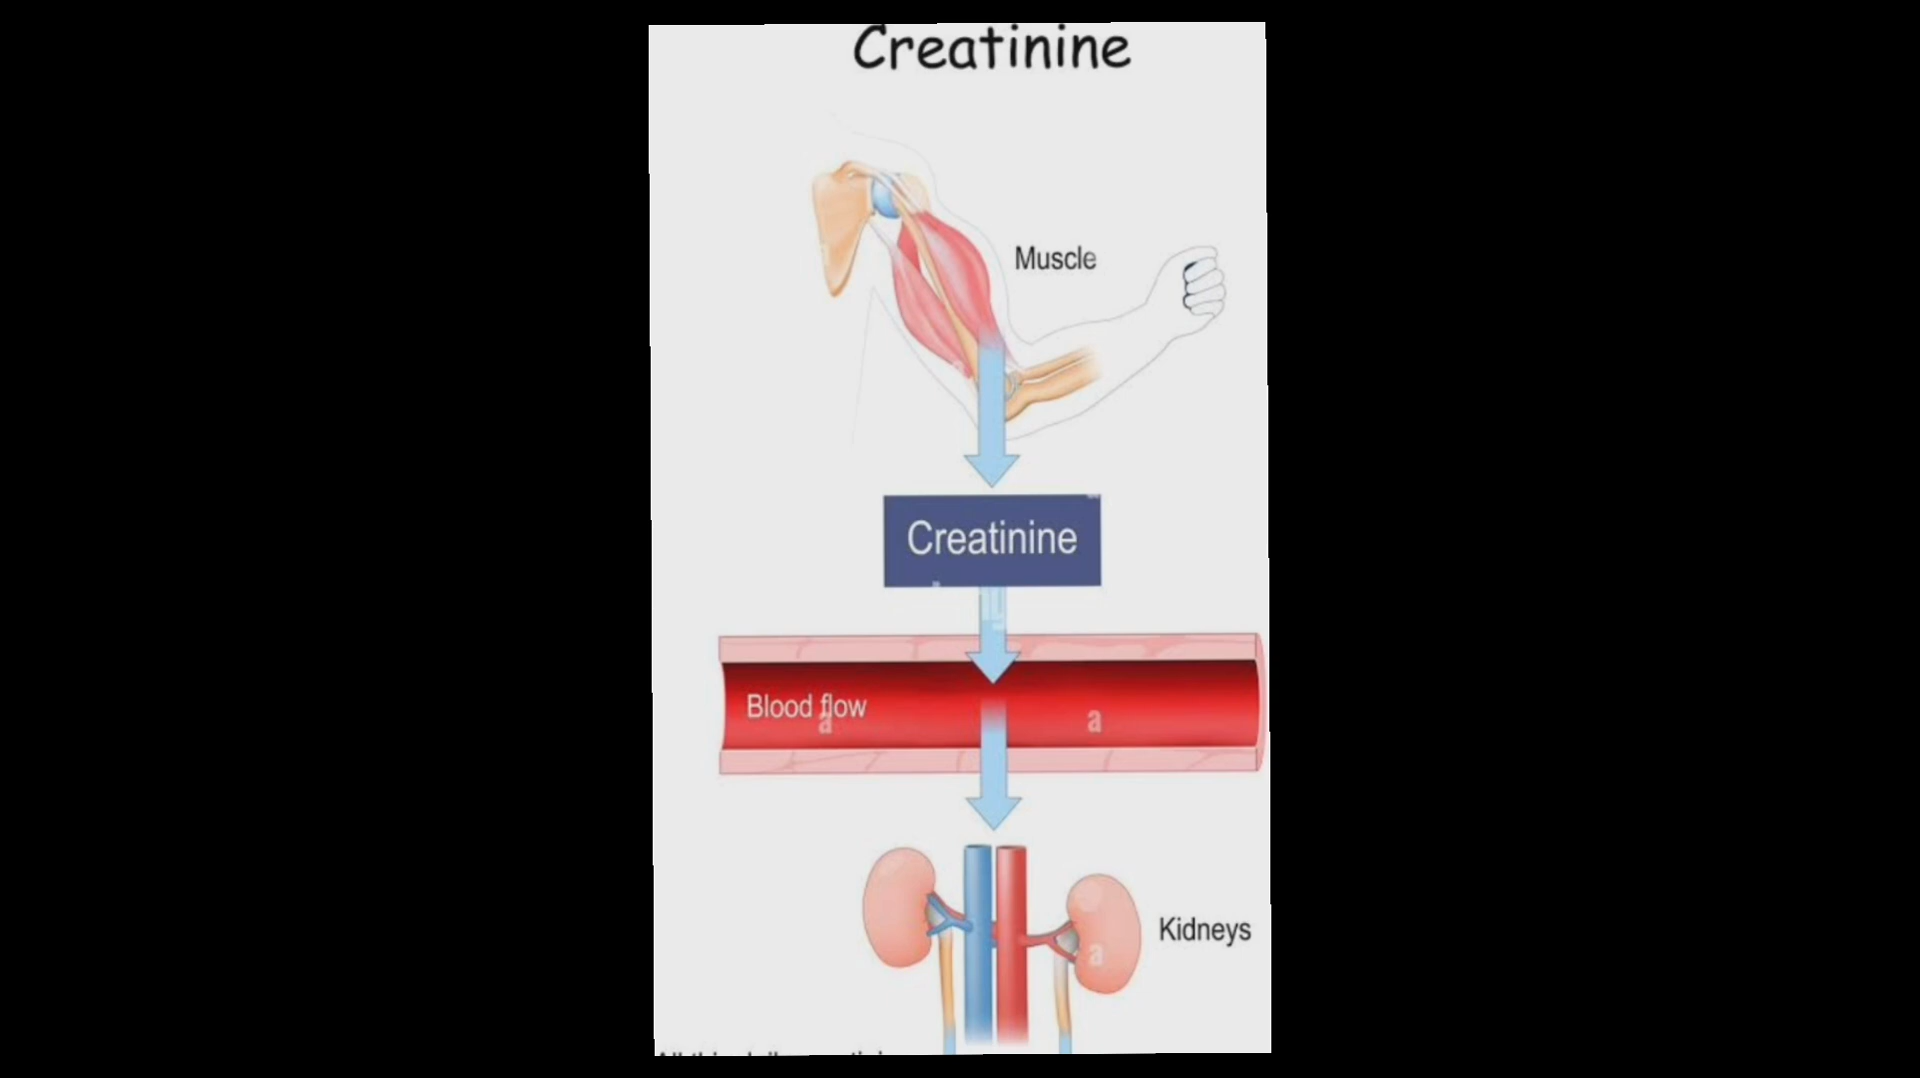 Creatinine
Muscle
Creatinine
Blood flow
a
a
Kidneys
a